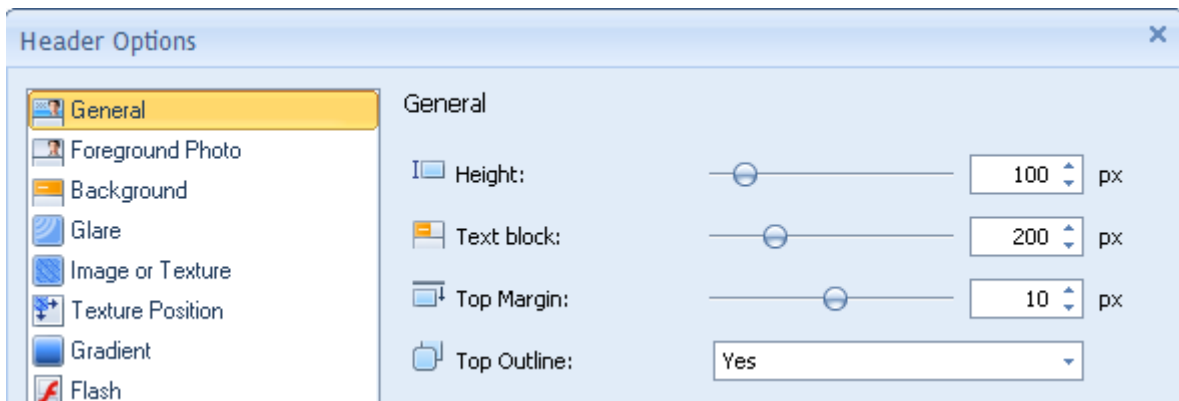 Header Options
General
Foreground Photo
Background
Glare
Image or Texture
Texture Position
Gradient
Flash
General
Height: 100 px
Text block: 200 px
Top Margin: 10 px
Top Outline: Yes